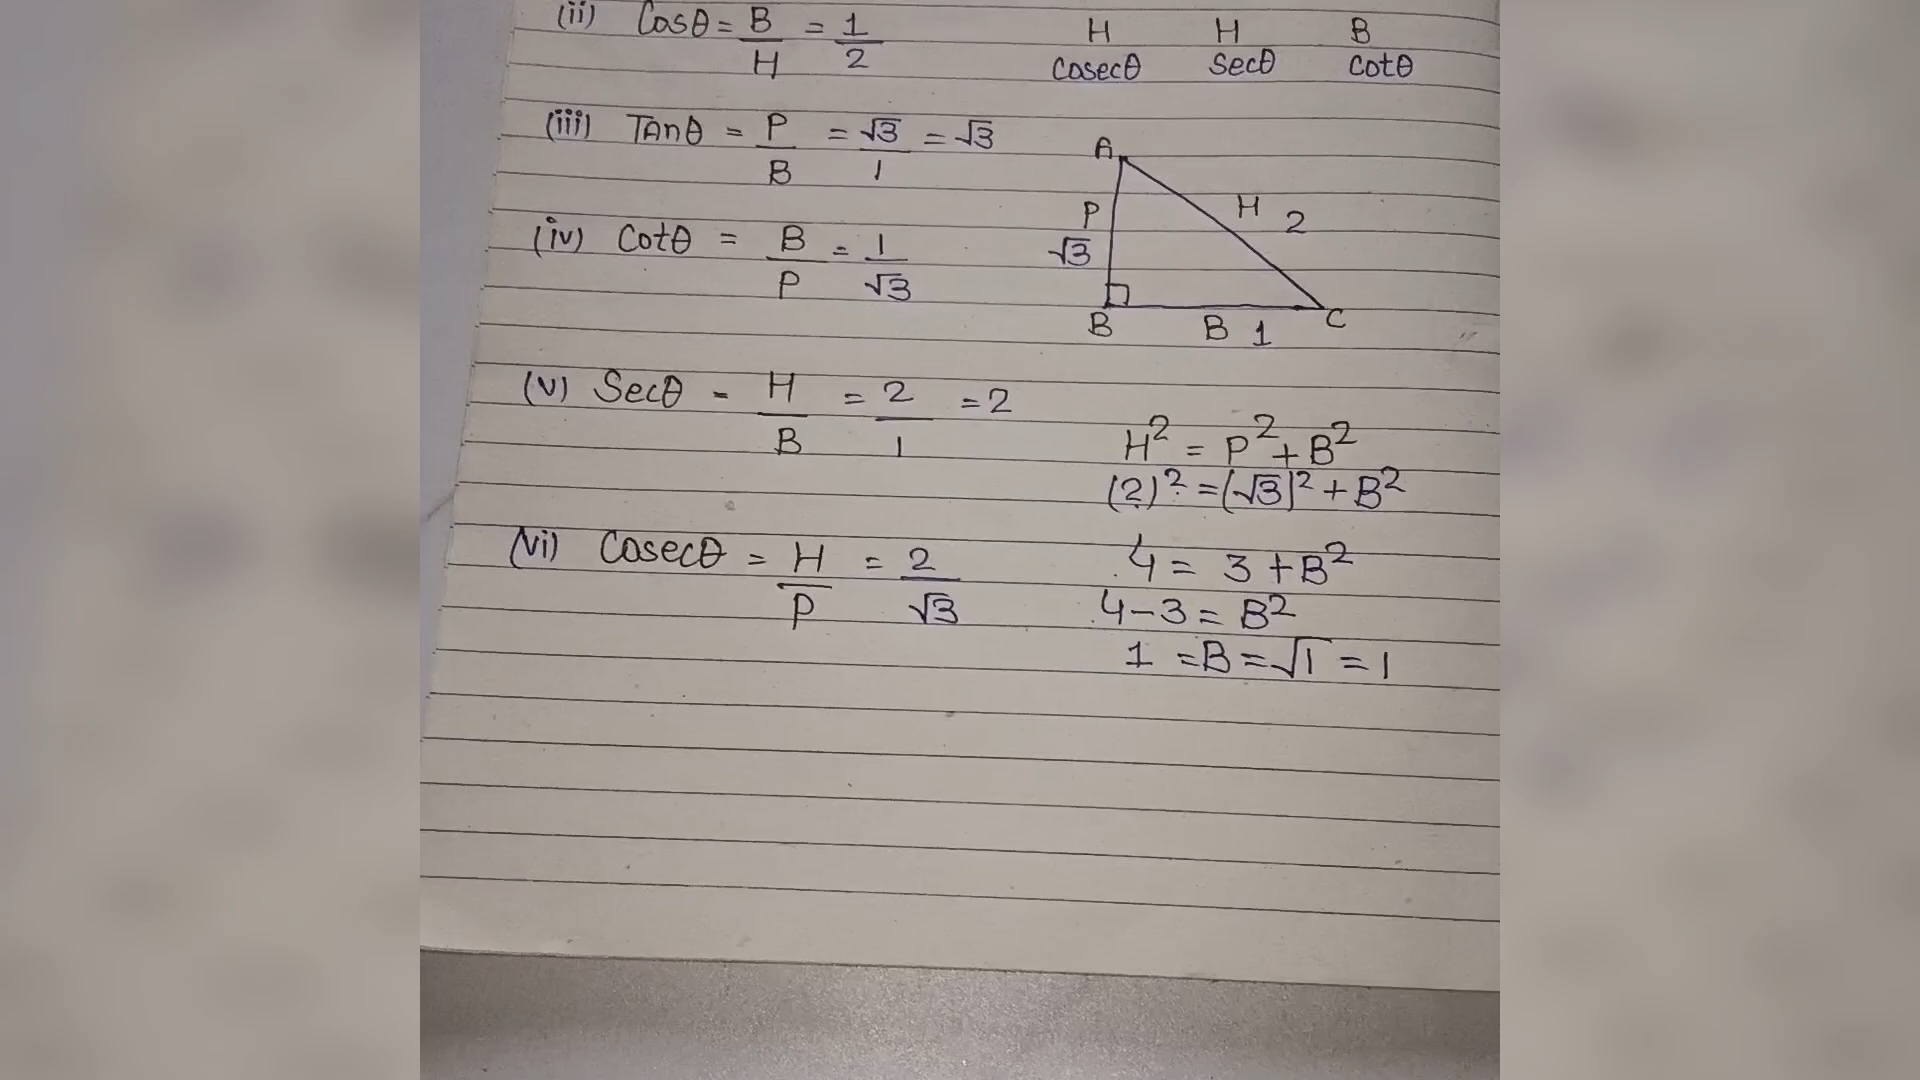 (ii) Cosθ = B/H = 1/2
H H B
Cosecθ Secθ Cotθ
(iii) Tanθ = P/B = √3/1 = √3
(iv) Cotθ = B/P = 1/√3
A
P H 2
√3
B B 1 C
(v) Secθ = H/B = 2/1 = 2
(vi) Cosecθ = H/P = 2/√3
H² = P² + B²
(2)² = (√3)² + B²
4 = 3 + B²
4 - 3 = B²
1 = B = √1 = 1